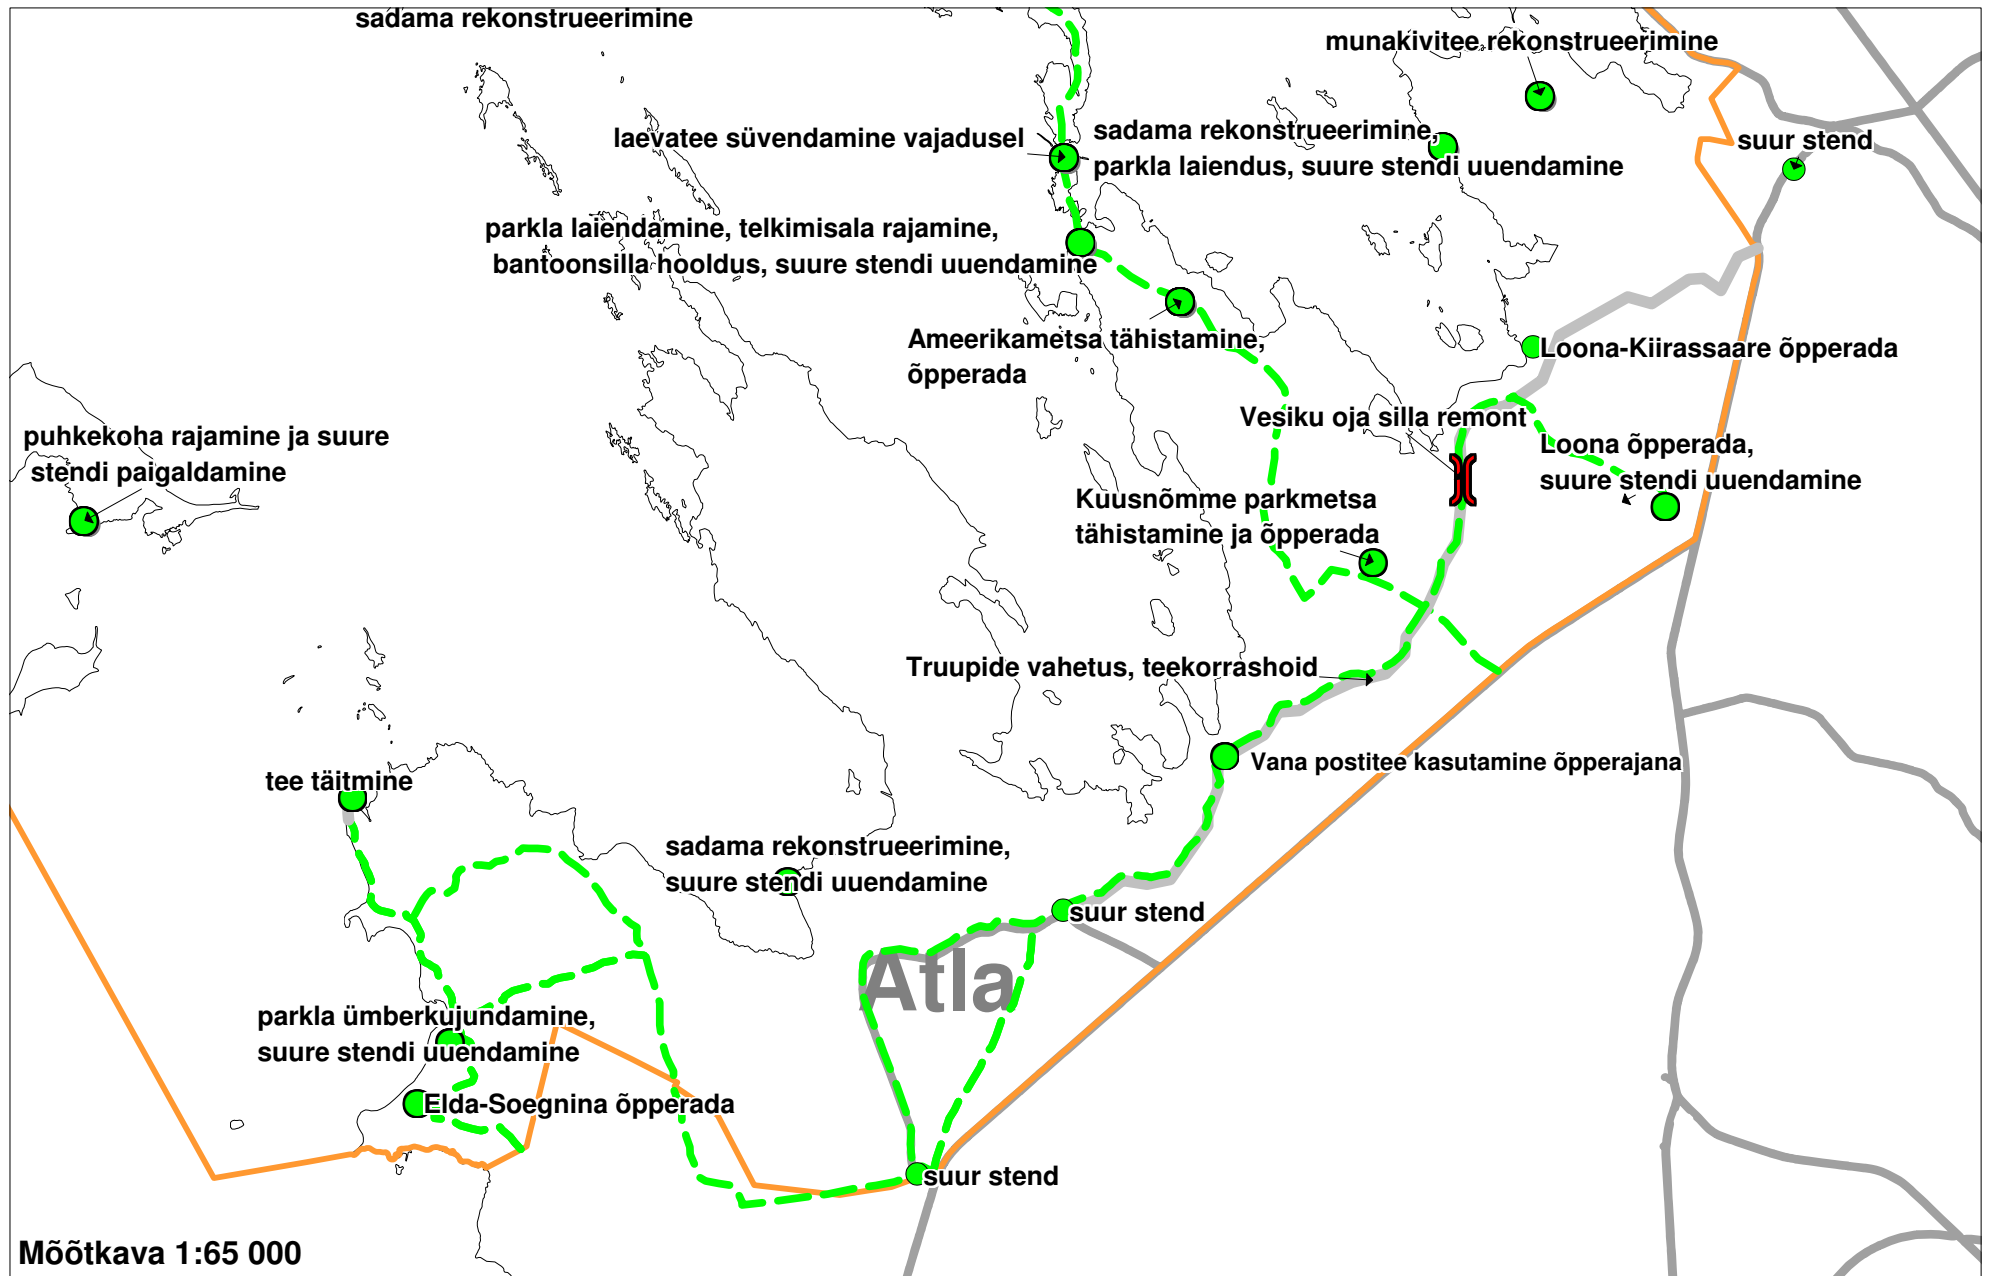 sadama rekonstrueerimine
munakivitee rekonstrueerimine
laevatee süvendamine vajadusel
sadama rekonstrueerimine,
parkla laiendus, suure stendi uuendamine
suur stend
parkla laiendamine, telkimisala rajamine,
bantoonsilla hooldus, suure stendi uuendamine
Ameerikametsa tähistamine,
õpperada
Loona-Kiirassaare õpperada
Vesiku oja silla remont
puhkekoha rajamine ja suure
stendi paigaldamine
Loona õpperada,
suure stendi uuendamine
Kuusnõmme parkmetsa
tähistamine ja õpperada
Truupide vahetus, teekorrashoid
Vana postitee kasutamine õpperajana
tee täitmine
sadama rekonstrueerimine,
suure stendi uuendamine
suur stend
Atla
parkla ümberkujundamine,
suure stendi uuendamine
Elda-Soegnina õpperada
suur stend
Mõõtkava 1:65 000